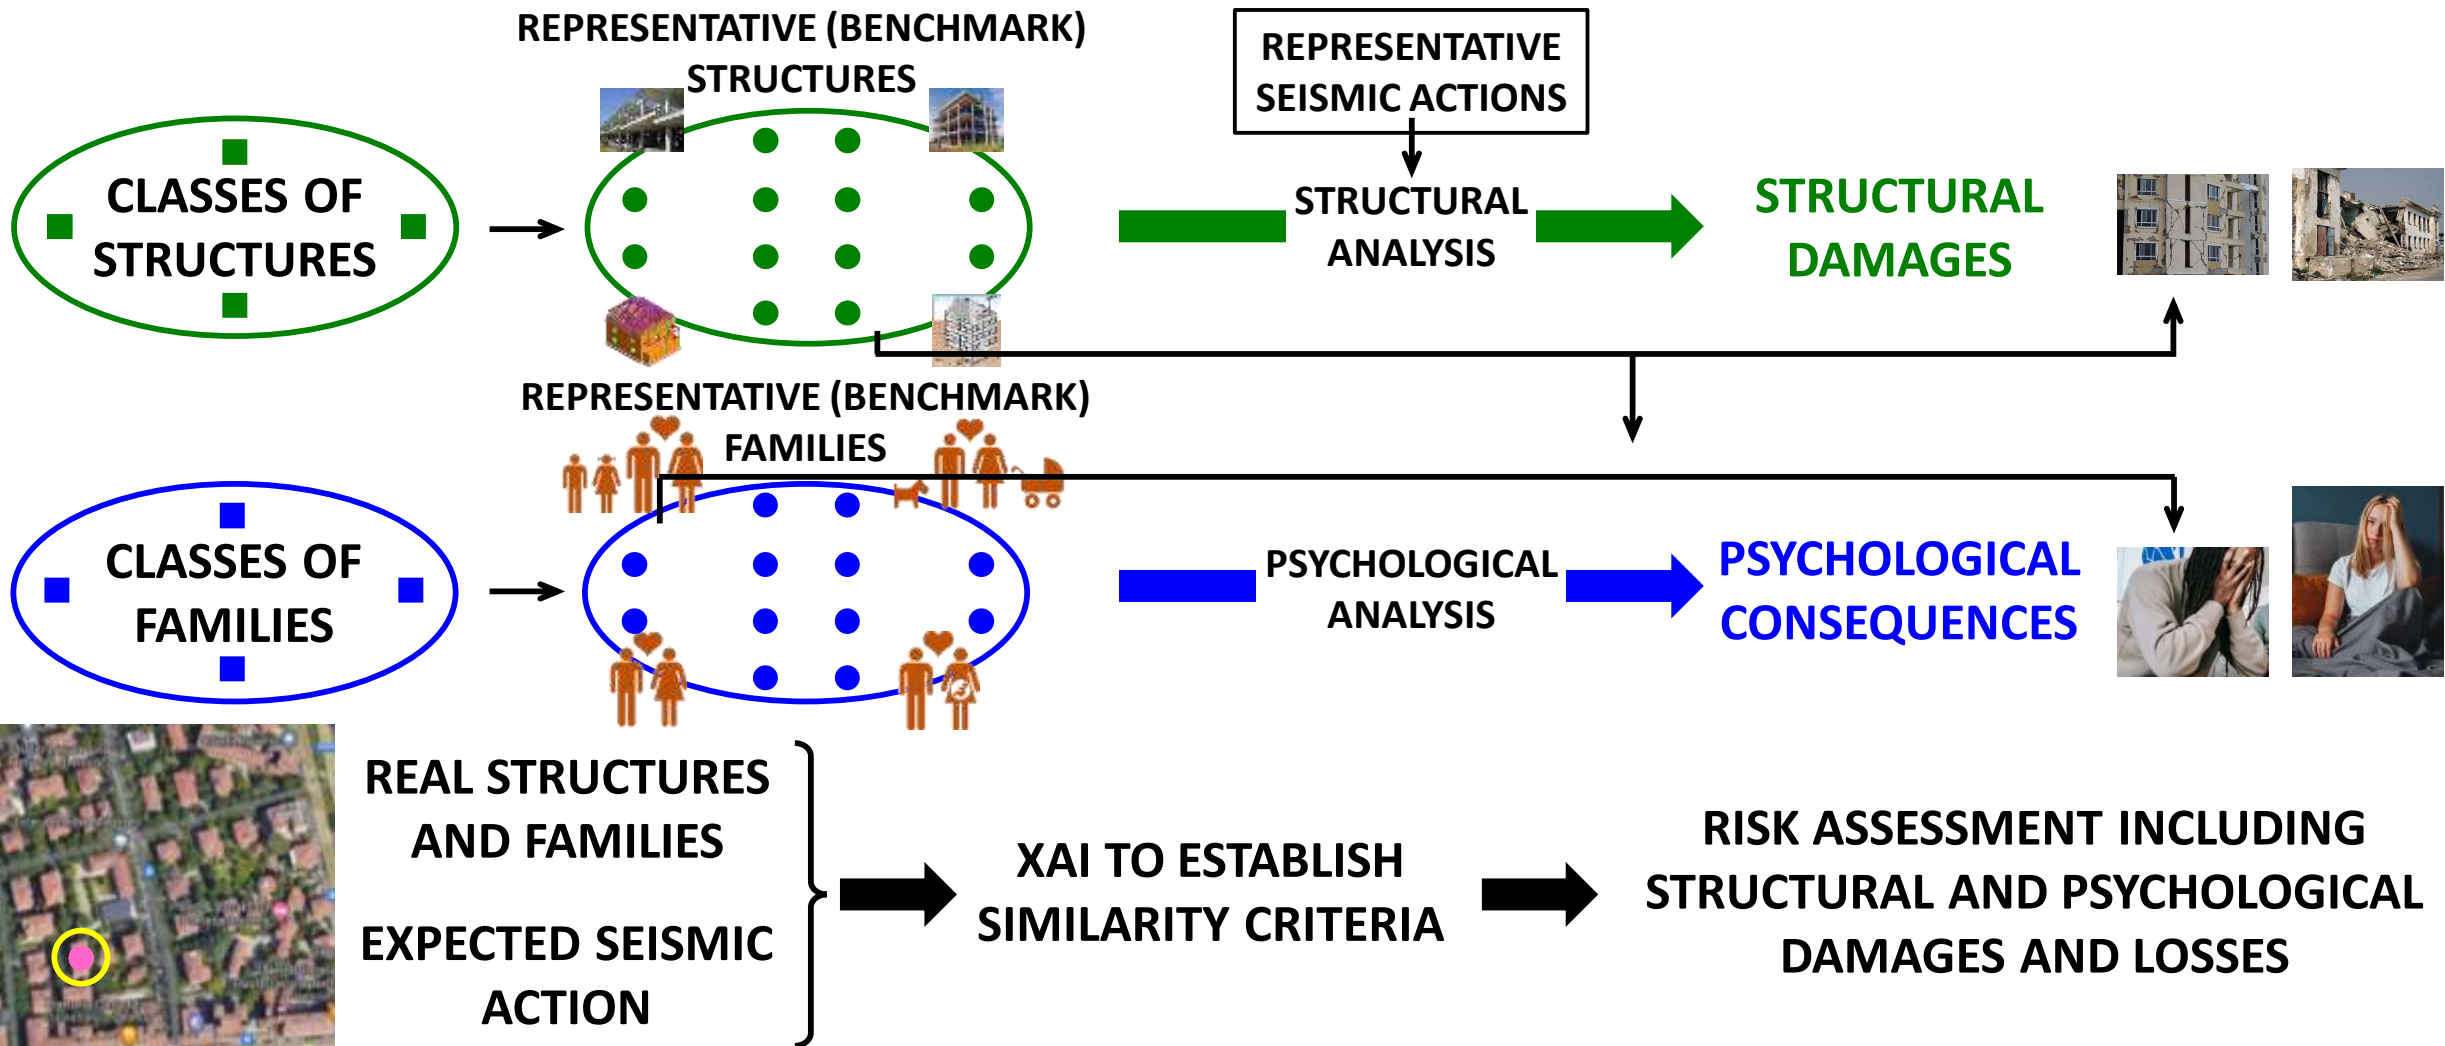 REPRESENTATIVE (BENCHMARK)
STRUCTURES
REPRESENTATIVE
SEISMIC ACTIONS
CLASSES OF
STRUCTURES
STRUCTURAL
ANALYSIS
STRUCTURAL
DAMAGES
REPRESENTATIVE (BENCHMARK)
FAMILIES
CLASSES OF
FAMILIES
PSYCHOLOGICAL
ANALYSIS
PSYCHOLOGICAL
CONSEQUENCES
REAL STRUCTURES
AND FAMILIES
EXPECTED SEISMIC
ACTION
XAI TO ESTABLISH
SIMILARITY CRITERIA
RISK ASSESSMENT INCLUDING
STRUCTURAL AND PSYCHOLOGICAL
DAMAGES AND LOSSES